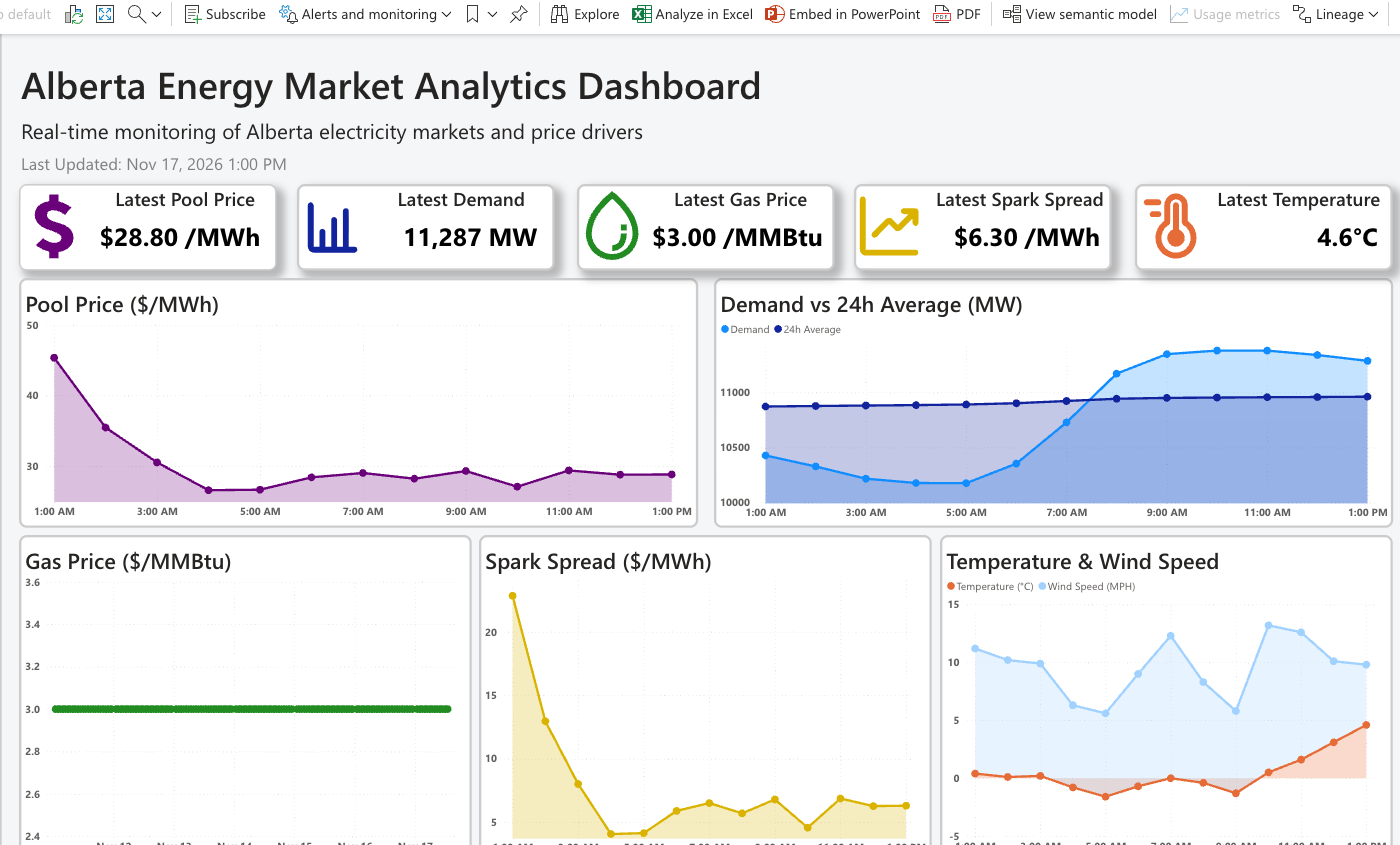 default Subscribe Alerts and monitoring Explore Analyze in Excel Embed in PowerPoint PDF View semantic model Usage metrics Lineage
Alberta Energy Market Analytics Dashboard
Real-time monitoring of Alberta electricity markets and price drivers
Last Updated: Nov 17, 2026 1:00 PM
Latest Pool Price
$28.80 /MWh
Latest Demand
11,287 MW
Latest Gas Price
$3.00 /MMBtu
Latest Spark Spread
$6.30 /MWh
Latest Temperature
4.6°C
Pool Price ($/MWh)
50
40
30
1:00 AM 3:00 AM 5:00 AM 7:00 AM 9:00 AM 11:00 AM 1:00 PM
Demand vs 24h Average (MW)
Demand 24h Average
11000
10500
10000
1:00 AM 3:00 AM 5:00 AM 7:00 AM 9:00 AM 11:00 AM 1:00 PM
Gas Price ($/MMBtu)
3.6
3.4
3.2
3.0
2.8
2.6
2.4
Spark Spread ($/MWh)
20
15
10
5
Temperature & Wind Speed
Temperature (°C) Wind Speed (MPH)
15
10
5
0
-5